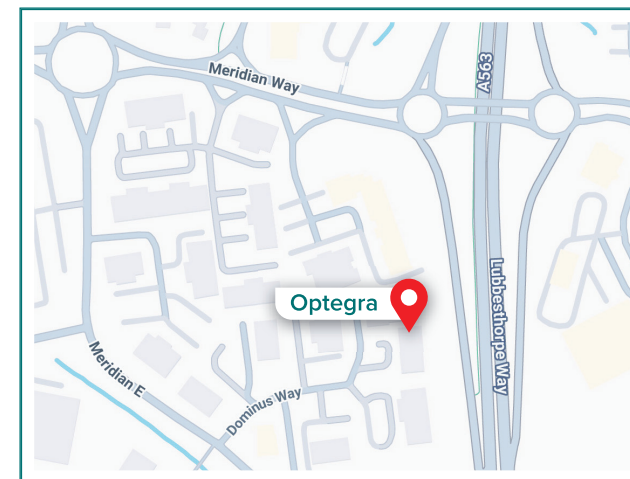 A563
Meridian Way
Lubbesthorpe Way
Optegra
Meridian E
Dominus Way